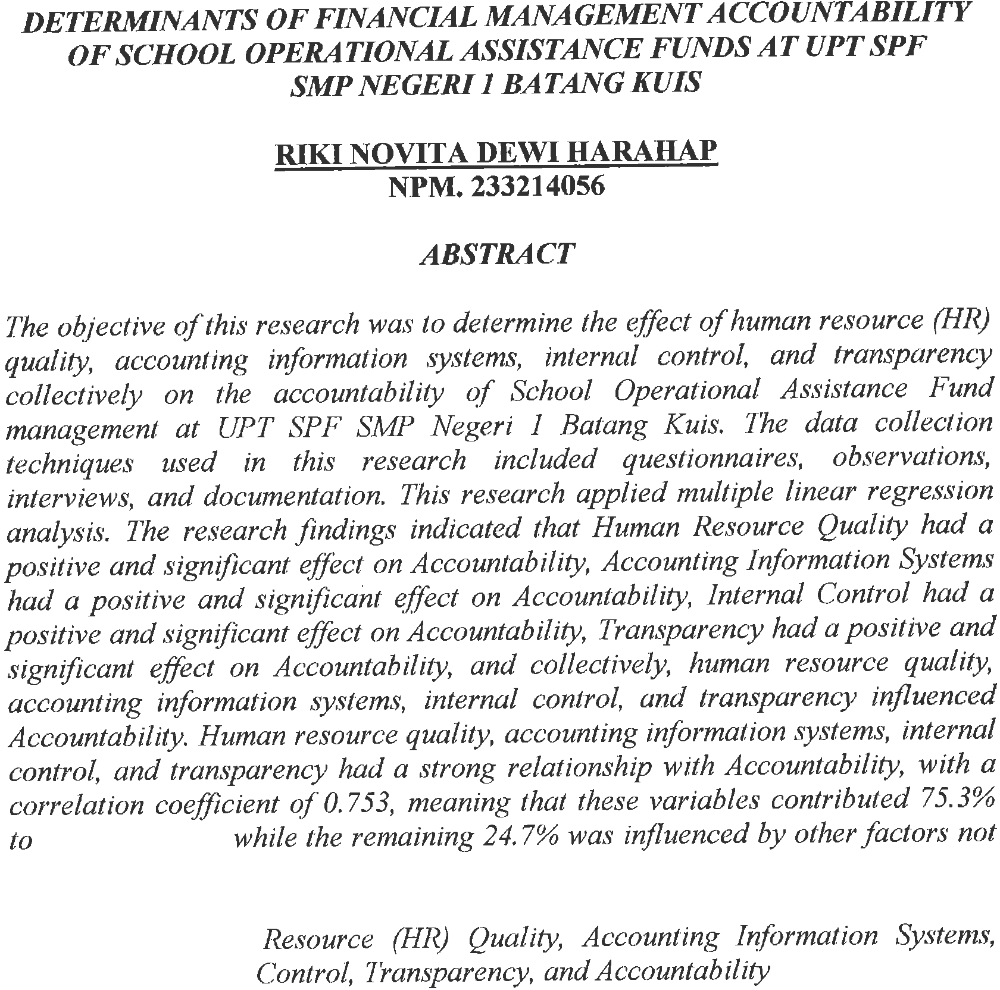 DETERMINANTS OF FINANCIAL MANAGEMENT ACCOUNTABILITY
OF SCHOOL OPERATIONAL ASSISTANCE FUNDS AT UPT SPF
SMP NEGERI 1 BATANG KUIS
RIKI NOVITA DEWI HARAHAP
NPM. 233214056
ABSTRACT
The objective of this research was to determine the effect of human resource (HR)
quality, accounting information systems, internal control, and transparency
collectively on the accountability of School Operational Assistance Fund
management at UPT SPF SMP Negeri 1 Batang Kuis. The data collection
techniques used in this research included questionnaires, observations,
interviews, and documentation. This research applied multiple linear regression
analysis. The research findings indicated that Human Resource Quality had a
positive and significant effect on Accountability, Accounting Information Systems
had a positive and significant effect on Accountability, Internal Control had a
positive and significant effect on Accountability, Transparency had a positive and
significant effect on Accountability, and collectively, human resource quality,
accounting information systems, internal control, and transparency influenced
Accountability. Human resource quality, accounting information systems, internal
control, and transparency had a strong relationship with Accountability, with a
correlation coefficient of 0.753, meaning that these variables contributed 75.3%
to while the remaining 24.7% was influenced by other factors not
Resource (HR) Quality, Accounting Information Systems,
Control, Transparency, and Accountability